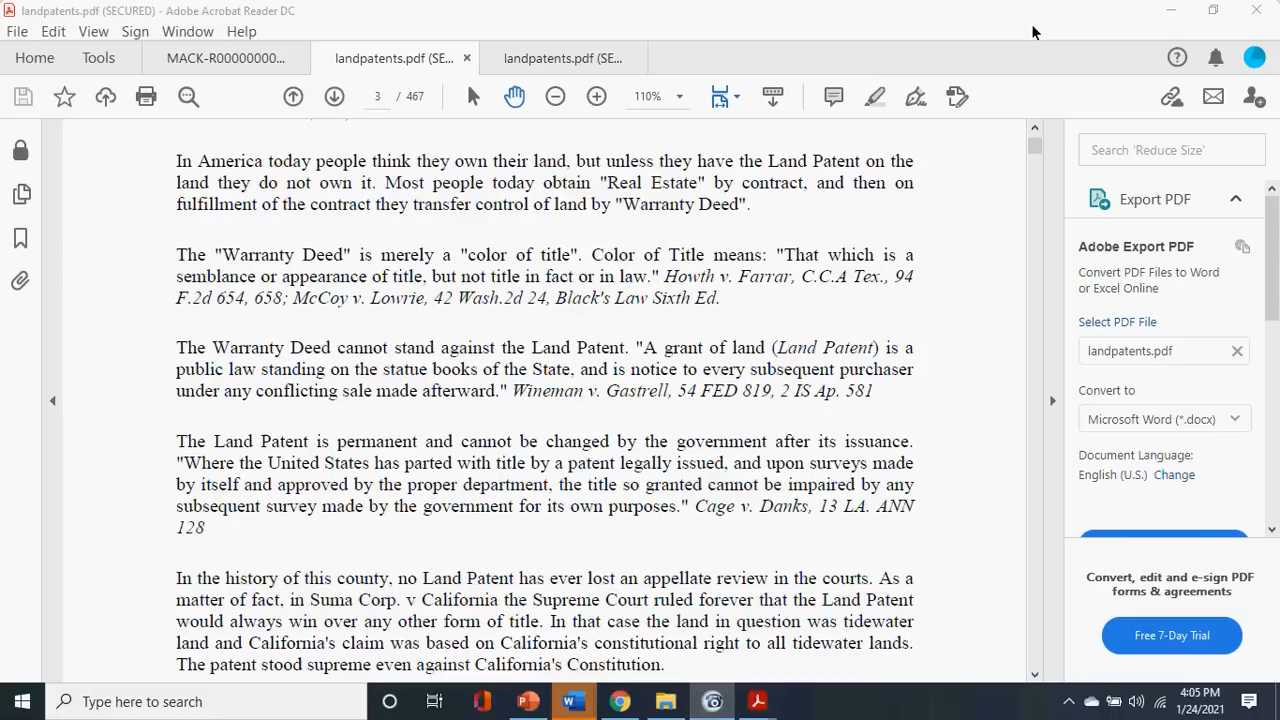 landpatents.pdf (SECURED) - Adobe Acrobat Reader DC
File Edit View Sign Window Help
Home Tools MACK-R00000000... landpatents.pdf (SE... landpatents.pdf (SE...
3 / 467 110%
In America today people think they own their land, but unless they have the Land Patent on the
land they do not own it. Most people today obtain "Real Estate" by contract, and then on
fulfillment of the contract they transfer control of land by "Warranty Deed".
The "Warranty Deed" is merely a "color of title". Color of Title means: "That which is a
semblance or appearance of title, but not title in fact or in law." Howth v. Farrar, C.C.A Tex., 94
F.2d 654, 658; McCoy v. Lowrie, 42 Wash.2d 24, Black's Law Sixth Ed.
The Warranty Deed cannot stand against the Land Patent. "A grant of land (Land Patent) is a
public law standing on the statue books of the State, and is notice to every subsequent purchaser
under any conflicting sale made afterward." Wineman v. Gastrell, 54 FED 819, 2 IS Ap. 581
The Land Patent is permanent and cannot be changed by the government after its issuance.
"Where the United States has parted with title by a patent legally issued, and upon surveys made
by itself and approved by the proper department, the title so granted cannot be impaired by any
subsequent survey made by the government for its own purposes." Cage v. Danks, 13 LA. ANN
128
In the history of this county, no Land Patent has ever lost an appellate review in the courts. As a
matter of fact, in Suma Corp. v California the Supreme Court ruled forever that the Land Patent
would always win over any other form of title. In that case the land in question was tidewater
land and California's claim was based on California's constitutional right to all tidewater lands.
The patent stood supreme even against California's Constitution.
Search 'Reduce Size'
Export PDF
Adobe Export PDF
Convert PDF Files to Word
or Excel Online
Select PDF File
landpatents.pdf
Convert to
Microsoft Word (*.docx)
Document Language:
English (U.S.) Change
Convert, edit and e-sign PDF
forms & agreements
Free 7-Day Trial
Type here to search
4:05 PM
1/24/2021